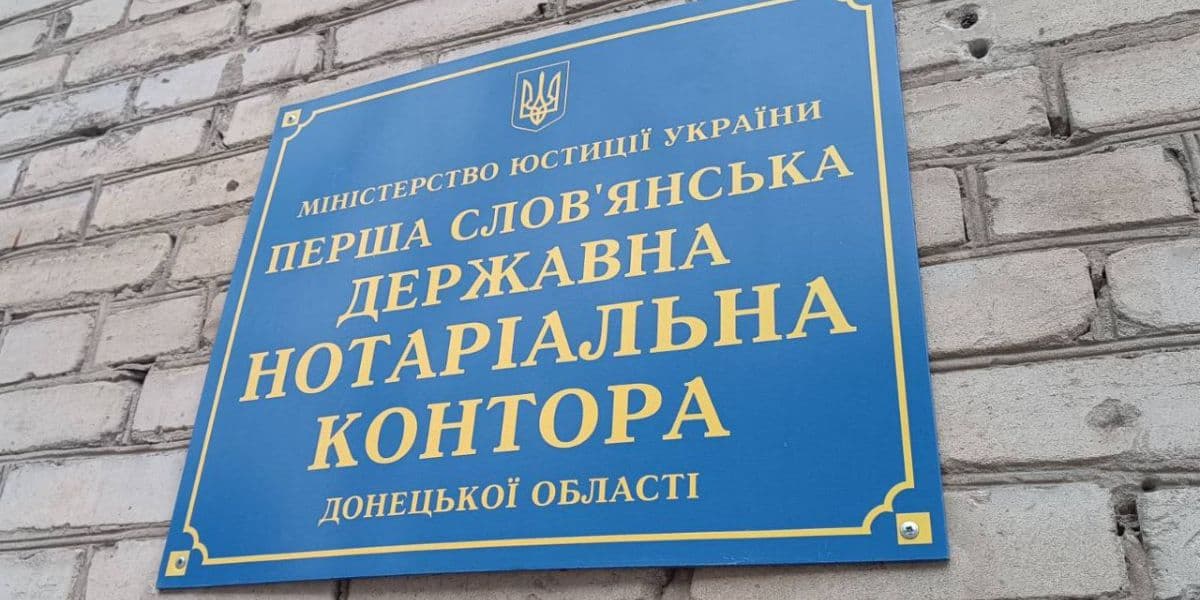 МІНІСТЕРСТВО ЮСТИЦІЇ УКРАЇНИ
ПЕРША СЛОВ'ЯНСЬКА
ДЕРЖАВНА
НОТАРІАЛЬНА
КОНТОРА
ДОНЕЦЬКОЇ ОБЛАСТІ